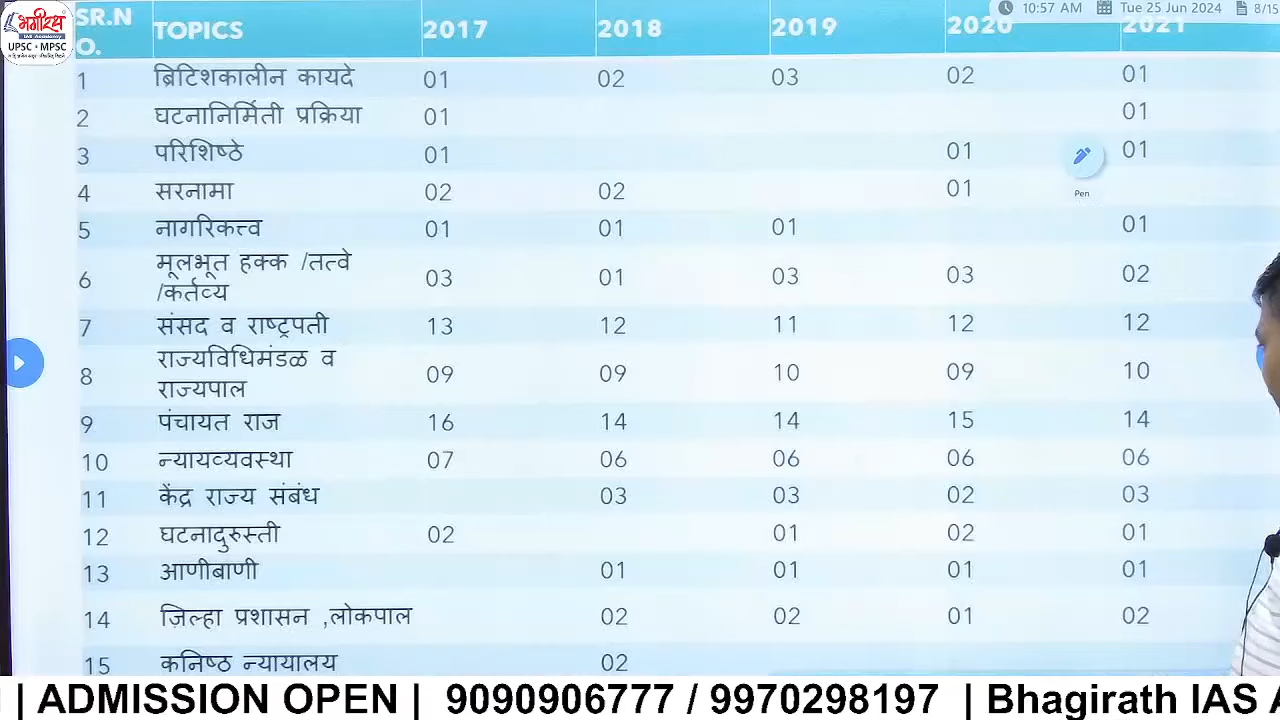 भगीरथ
IAS Academy
UPSC • MPSC
10:57 AM Tue 25 Jun 2024 8/15
SR.N
O. TOPICS 2017 2018 2019 2020 2021
1 ब्रिटिशकालीन कायदे 01 02 03 02 01
2 घटनानिर्मिती प्रक्रिया 01 01
3 परिशिष्ठे 01 01 01
Pen
4 सरनामा 02 02 01
5 नागरिकत्त्व 01 01 01 01
6 मूलभूत हक्क /तत्वे
/कर्तव्य 03 01 03 03 02
7 संसद व राष्ट्रपती 13 12 11 12 12
8 राज्यविधिमंडळ व
राज्यपाल 09 09 10 09 10
9 पंचायत राज 16 14 14 15 14
10 न्यायव्यवस्था 07 06 06 06 06
11 केंद्र राज्य संबंध 03 03 02 03
12 घटनादुरुस्ती 02 01 02 01
13 आणीबाणी 01 01 01 01
14 ज़िल्हा प्रशासन ,लोकपाल 02 02 01 02
15 कनिष्ठ न्यायालय 02
| ADMISSION OPEN | 9090906777 / 9970298197 | Bhagirath IAS A